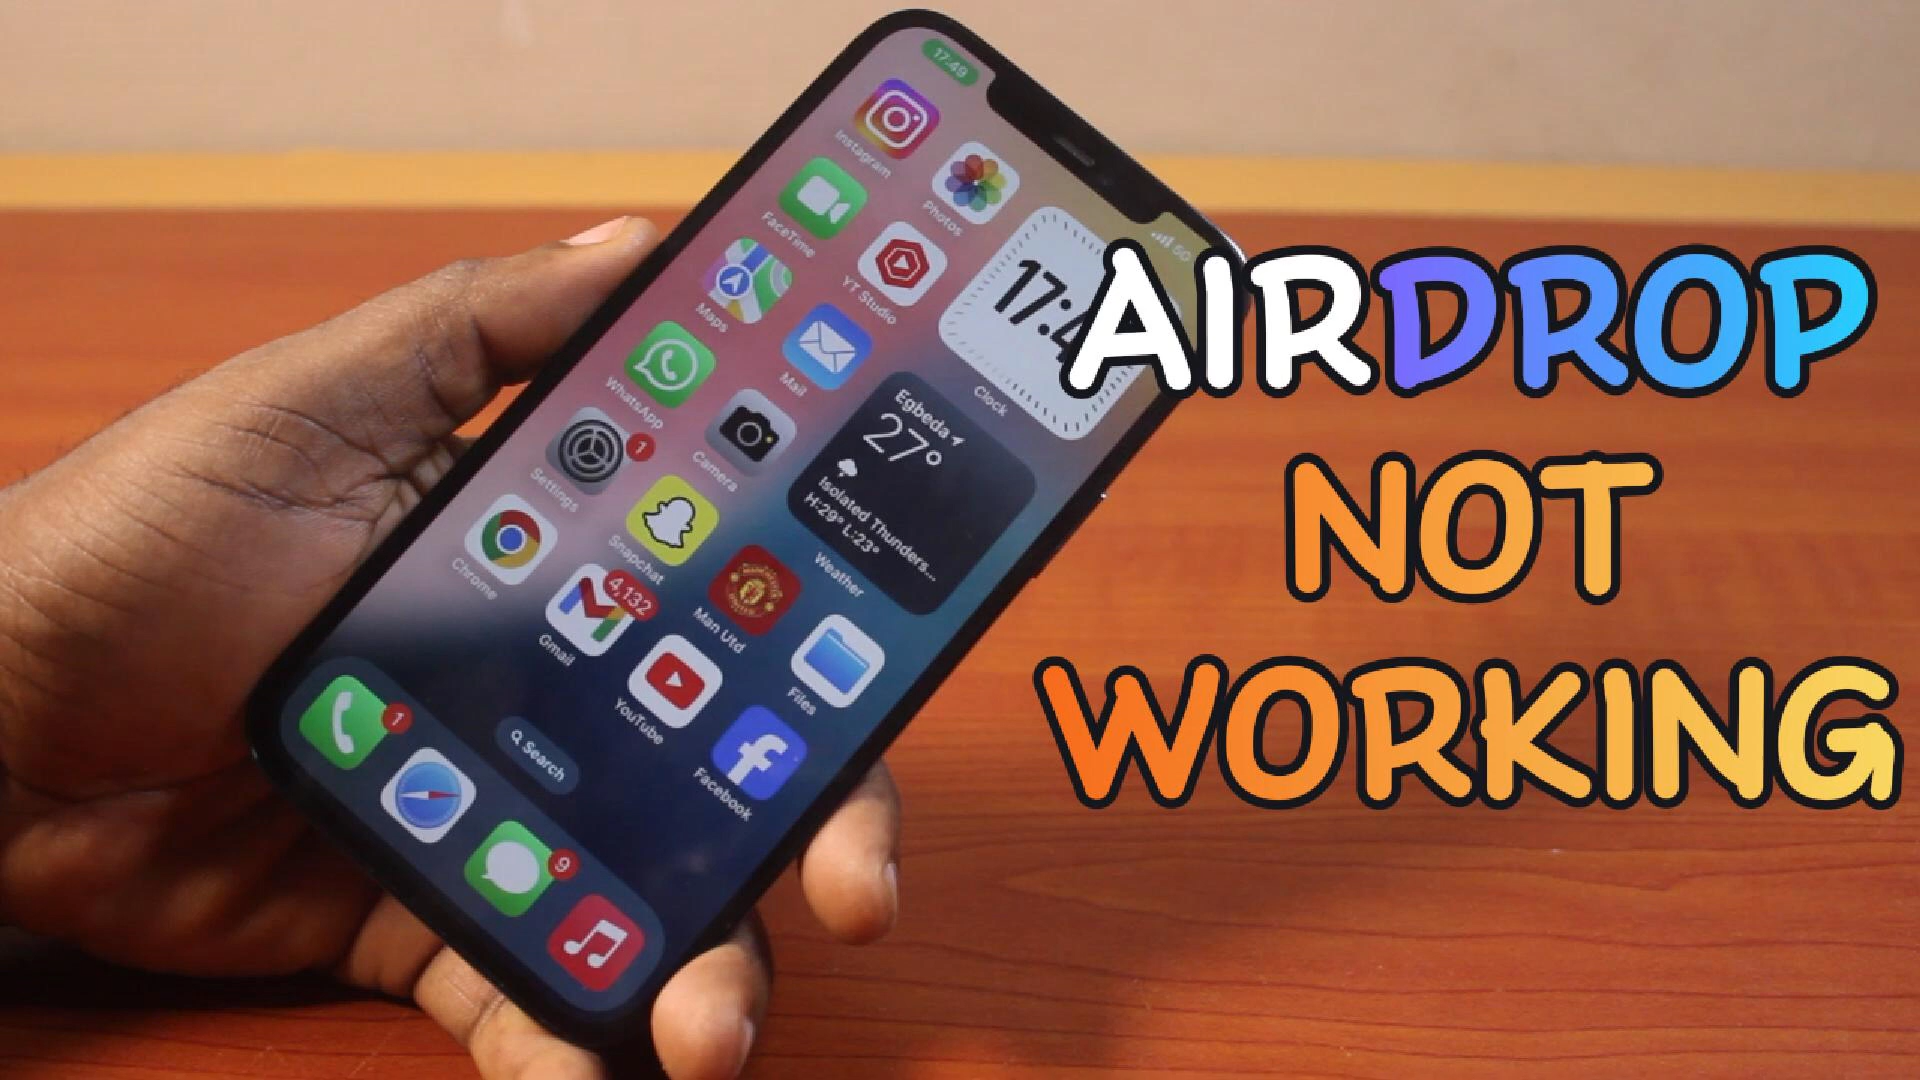 17:49
5G
Instagram
Photos
FaceTime
YT Studio
17:4
Clock
Maps
Mail
WhatsApp
Camera
Egbeda
27°
Isolated Thunders...
H:29° L:23°
Weather
Settings
1
Snapchat
Man Utd
Files
Chrome
4,132
Gmail
YouTube
Facebook
Search
1
9
AIRDROP
NOT
WORKING